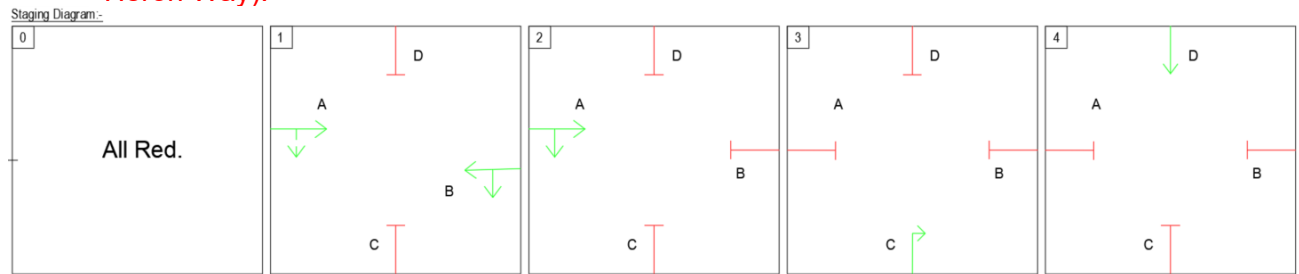 Staging Diagram:-
0 1 2 3 4
D D D D
A A A A
All Red.
B B B B
C C C C